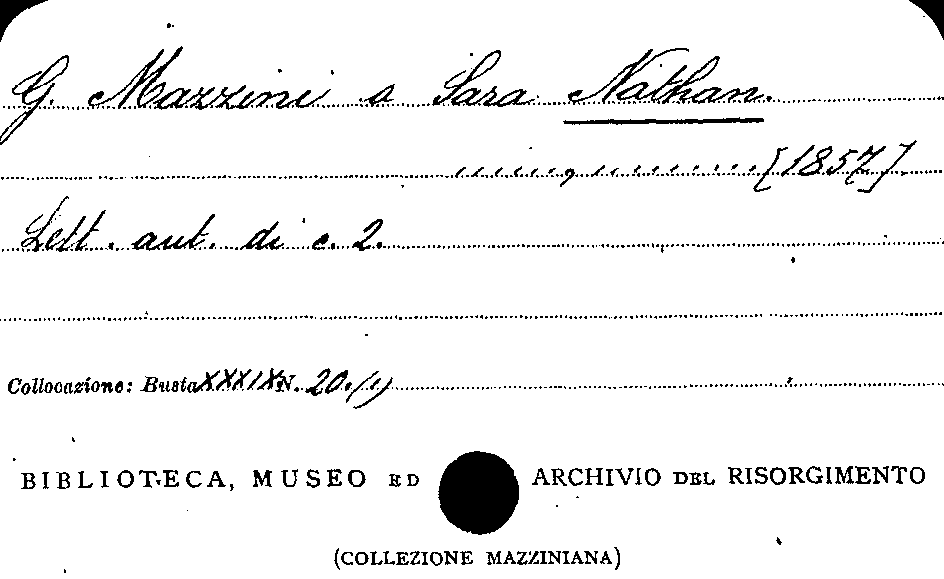 G. Mazzini a Sara Nathan.
......, ........ [1857].
Lett. aut. di c. 2.
Collocazione: Busta XXXIX N. 20./1)
BIBLIOTECA, MUSEO ED ARCHIVIO DEL RISORGIMENTO
(COLLEZIONE MAZZINIANA)